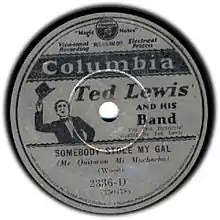 "Magic Notes"
Viva-tonal Recording
Electrical Process
Columbia
Ted Lewis
AND HIS
Band
SOMEBODY STOLE MY GAL
(Me Quitaron Mi Muchacha)
(Wood)
2336-D